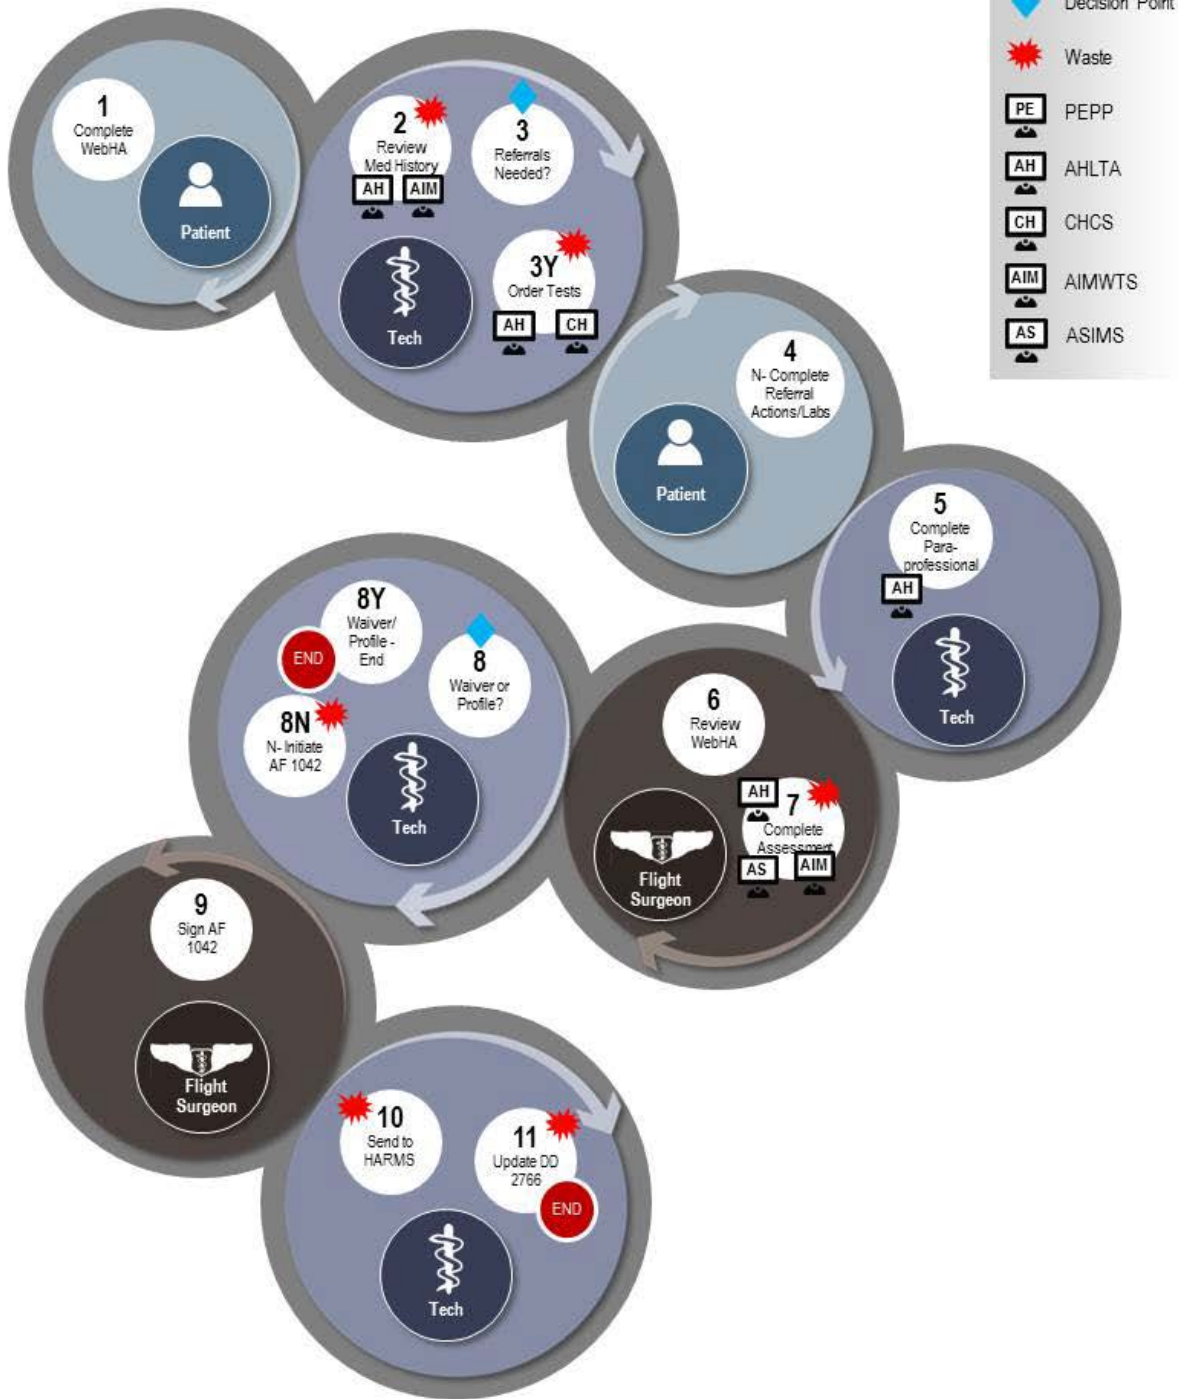 Decision Point
Waste
PE
PEPP
AH
AHLTA
CH
CHCS
AIM
AIMWTS
AS
ASIMS
1
Complete
WebHA
Patient
2
Review
Med History
AH
AIM
3
Referrals
Needed?
3Y
Order Tests
AH
CH
Tech
4
N- Complete
Referral
Actions/Labs
Patient
5
Complete
Para-
professional
AH
Tech
6
Review
WebHA
AH
7
Complete
Assessment
AS
AIM
Flight
Surgeon
8
Waiver or
Profile?
8Y
Waiver/
Profile -
End
END
8N
N- Initiate
AF 1042
Tech
9
Sign AF
1042
Flight
Surgeon
10
Send to
HARMS
11
Update DD
2766
END
Tech